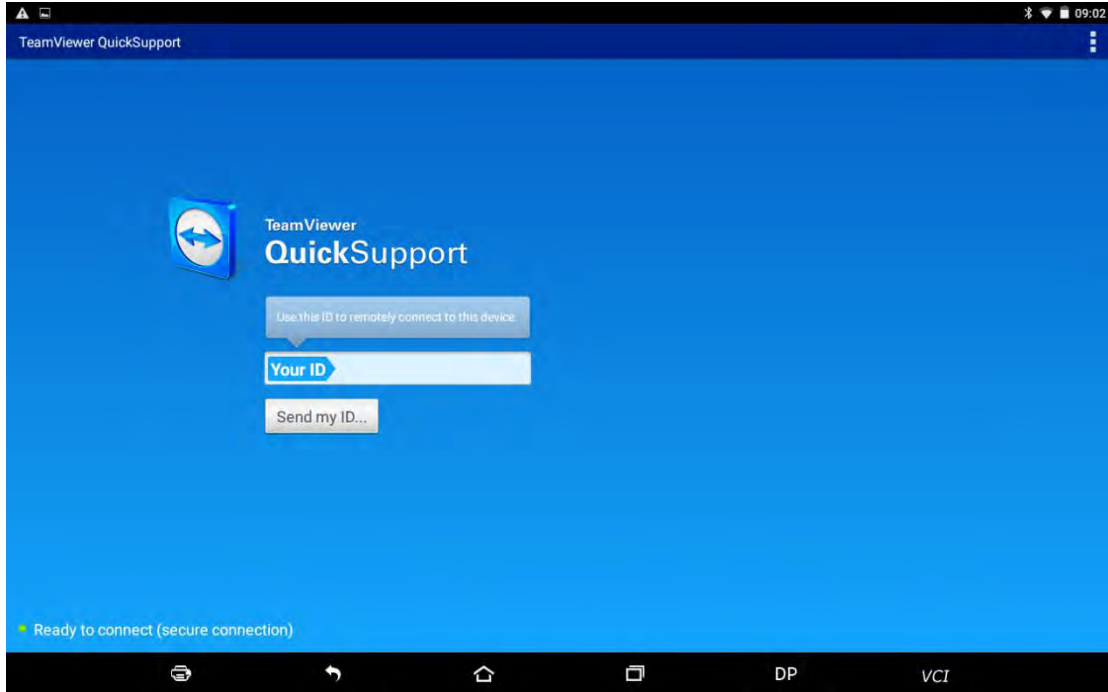 09:02
TeamViewer QuickSupport
TeamViewer
QuickSupport
Use this ID to remotely connect to this device.
Your ID
Send my ID...
Ready to connect (secure connection)
DP
VCI